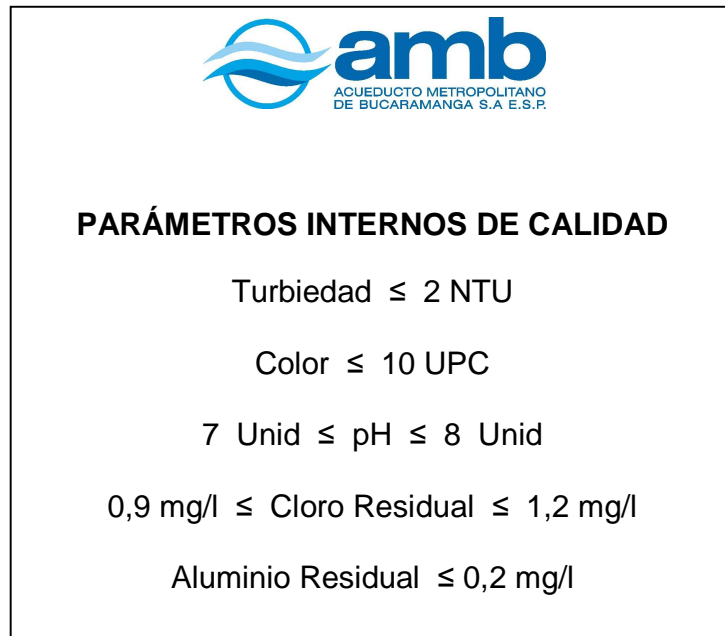 amb
ACUEDUCTO METROPOLITANO
DE BUCARAMANGA S.A E.S.P.
PARÁMETROS INTERNOS DE CALIDAD
Turbiedad ≤ 2 NTU
Color ≤ 10 UPC
7 Unid ≤ pH ≤ 8 Unid
0,9 mg/l ≤ Cloro Residual ≤ 1,2 mg/l
Aluminio Residual ≤ 0,2 mg/l